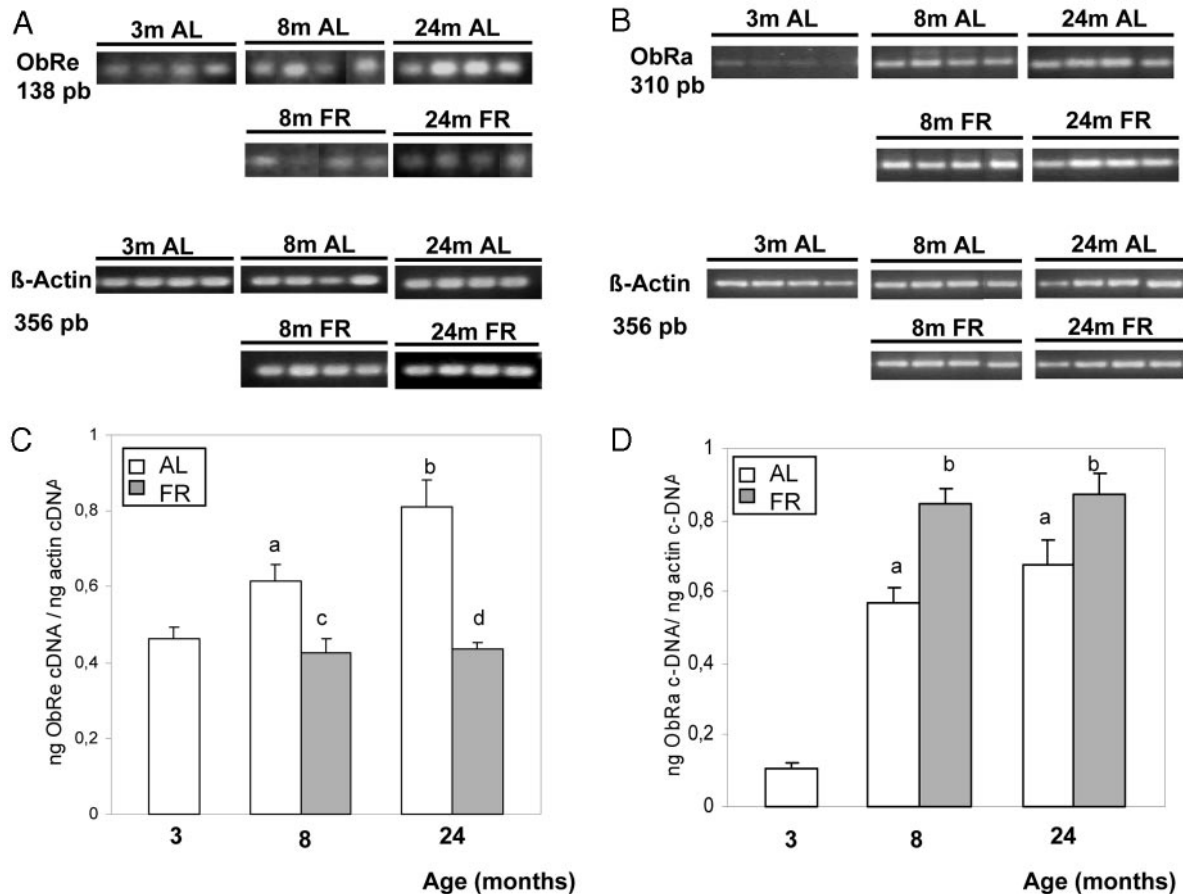 A
3m AL 8m AL 24m AL
ObRe
138 pb
8m FR 24m FR
3m AL 8m AL 24m AL
ß-Actin
356 pb
8m FR 24m FR
B
3m AL 8m AL 24m AL
ObRa
310 pb
8m FR 24m FR
3m AL 8m AL 24m AL
ß-Actin
356 pb
8m FR 24m FR
C
ng ObRe cDNA / ng actin cDNA
1
0,8
0,6
0,4
0,2
0
AL
FR
a
c
b
d
3 8 24
Age (months)
D
ng ObRa c-DNA/ ng actin c-DNA
1
0,8
0,6
0,4
0,2
0
AL
FR
a
b
a
b
3 8 24
Age (months)